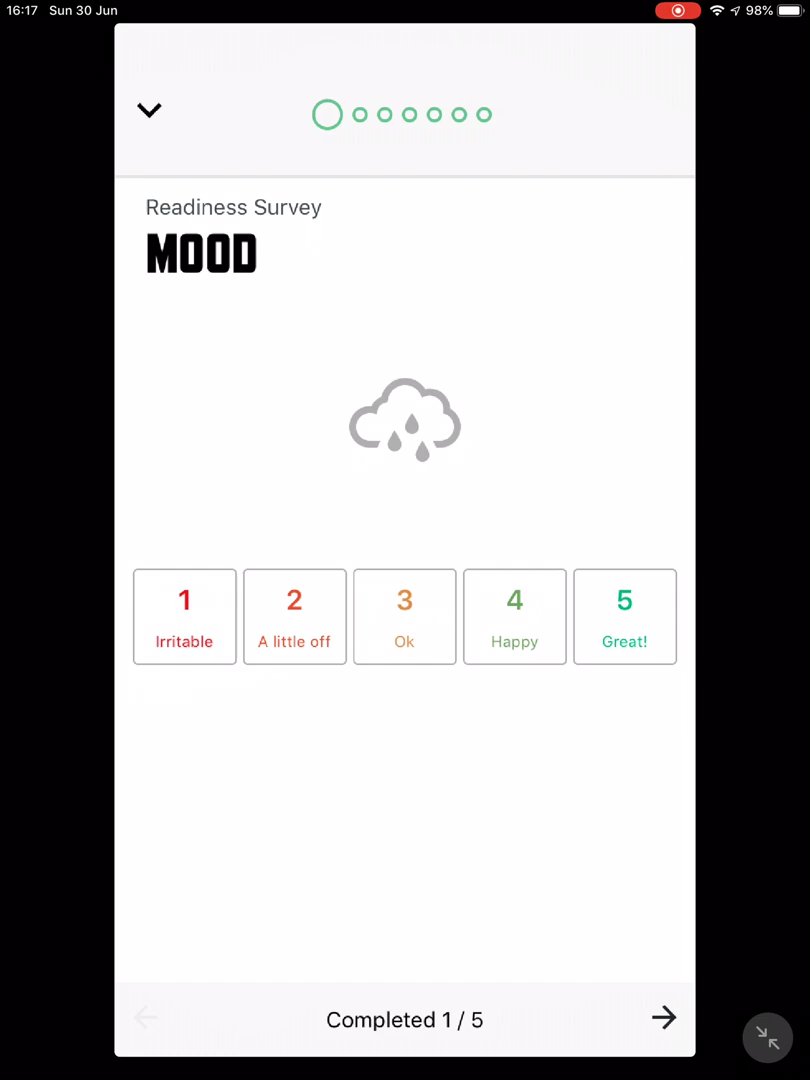 16:17 Sun 30 Jun 98%
Readiness Survey
MOOD
1 2 3 4 5
Irritable A little off Ok Happy Great!
Completed 1 / 5